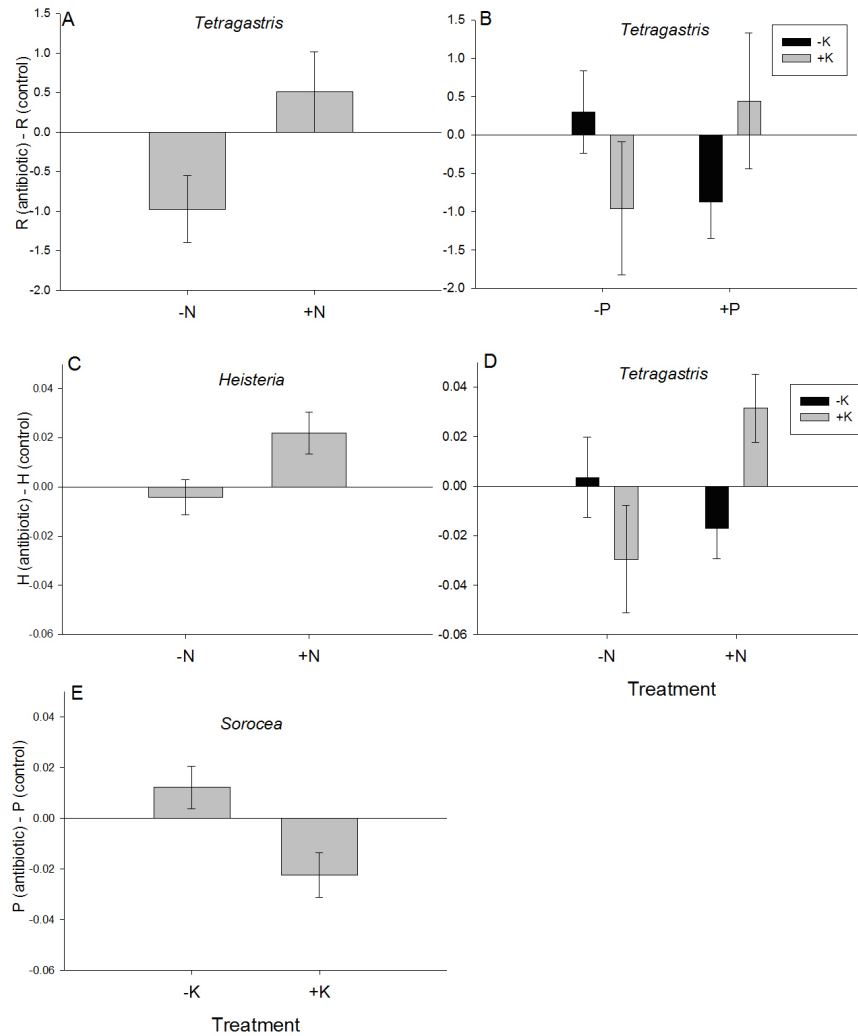 A
Tetragastris
R (antibiotic) - R (control)
1.5
1.0
0.5
0.0
-0.5
-1.0
-1.5
-2.0
-N
+N
B
Tetragastris
-K
+K
1.5
1.0
0.5
0.0
-0.5
-1.0
-1.5
-2.0
-P
+P
C
Heisteria
H (antibiotic) - H (control)
0.04
0.02
0.00
-0.02
-0.04
-0.06
-N
+N
D
Tetragastris
-K
+K
0.04
0.02
0.00
-0.02
-0.04
-0.06
-N
+N
Treatment
E
Sorocea
P (antibiotic) - P (control)
0.04
0.02
0.00
-0.02
-0.04
-0.06
-K
+K
Treatment